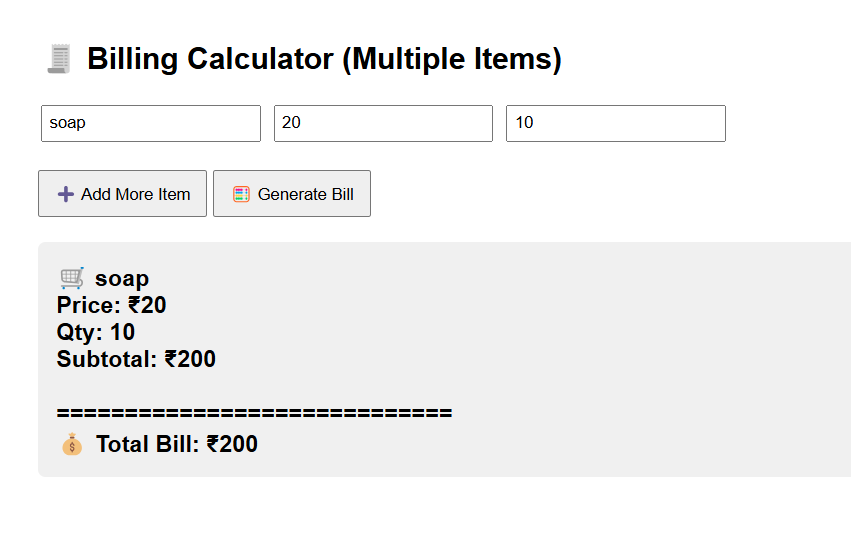 🧾 Billing Calculator (Multiple Items)
soap 20 10
➕ Add More Item 🧮 Generate Bill
🛒 soap
Price: ₹20
Qty: 10
Subtotal: ₹200
=============================
💰 Total Bill: ₹200